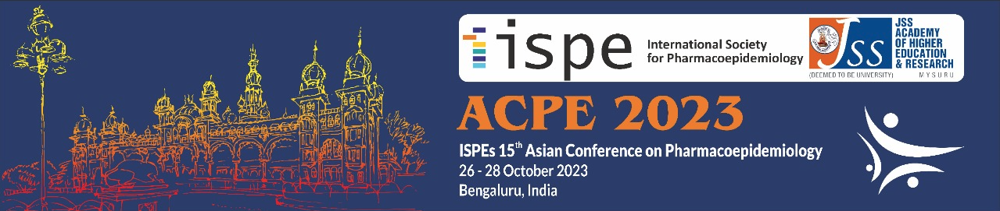 ispe
International Society
for Pharmacoepidemiology
JSS
JSS
ACADEMY
OF HIGHER
EDUCATION
& RESEARCH
(DEEMED TO BE UNIVERSITY)
MYSURU
ACPE 2023
ISPEs 15th Asian Conference on Pharmacoepidemiology
26 - 28 October 2023
Bengaluru, India